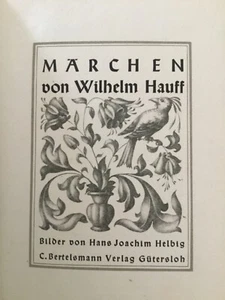 MÄRCHEN
von Wilhelm Hauff
Bilder von Hans Joachim Helbig
C. Bertelsmann Verlag Gütersloh